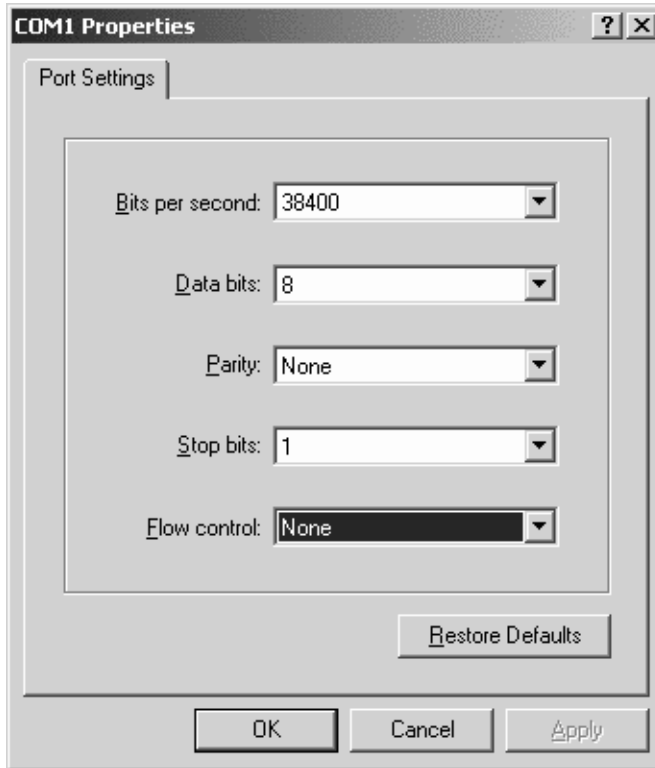 COM1 Properties
Port Settings
Bits per second: 38400
Data bits: 8
Parity: None
Stop bits: 1
Flow control: None
Restore Defaults
OK Cancel Apply